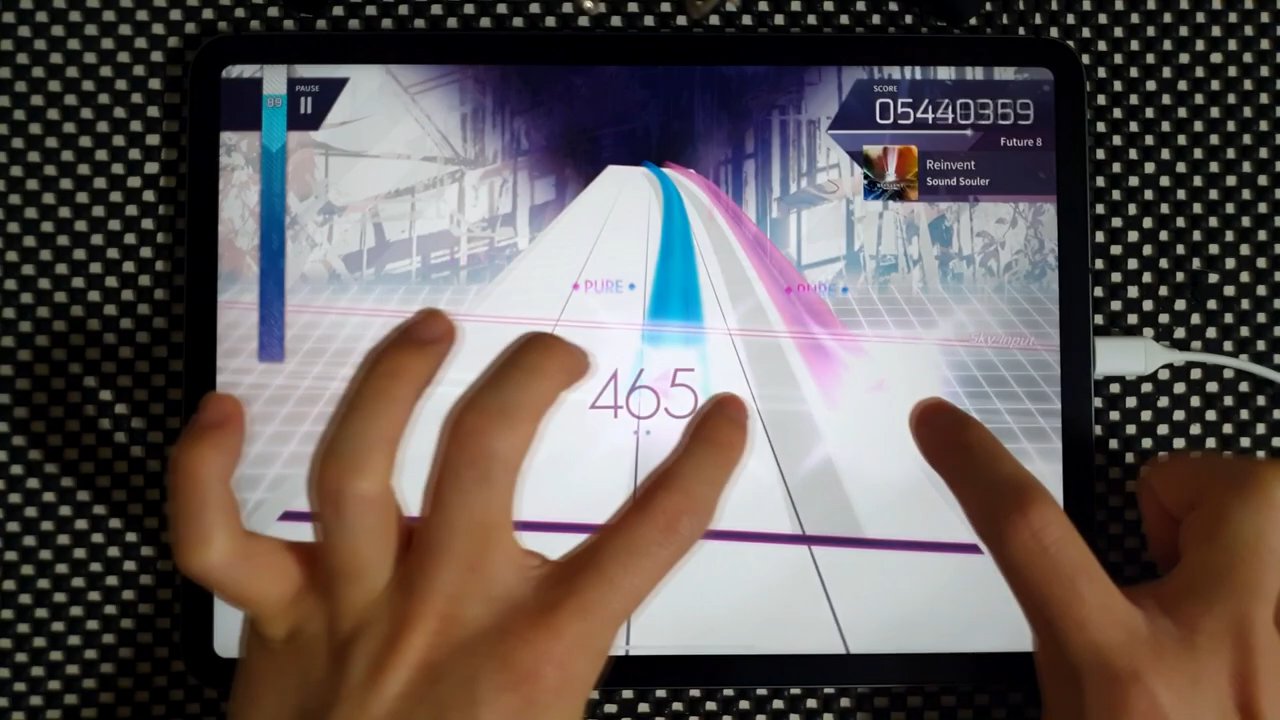 89
PAUSE
SCORE
05440369
Future 8
Reinvent
Sound Souler
PURE
PURE
Sky Input
465